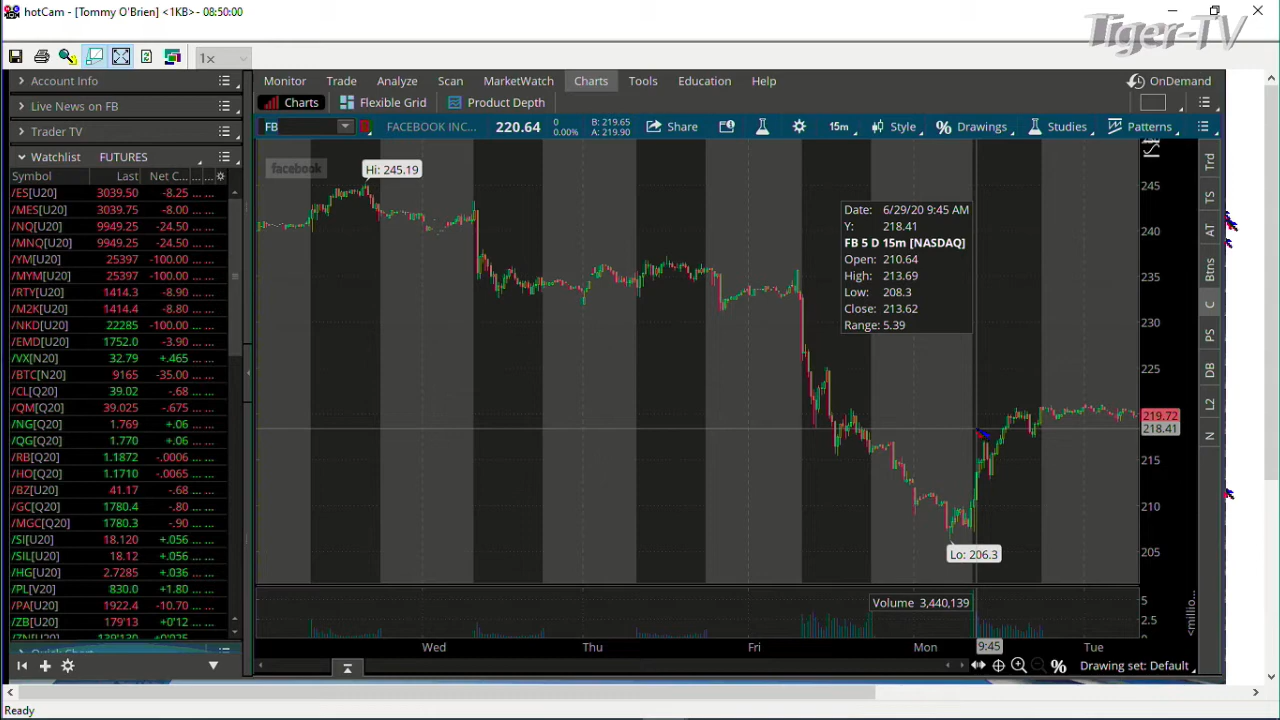 hotCam - [Tommy O'Brien] <1KB> - 08:50:00
Tiger-TV
1x
Account Info
Live News on FB
Trader TV
Watchlist FUTURES
Symbol Last Net C...
/ES[U20] 3039.50 -8.25 ... ...
/MES[U20] 3039.75 -8.00 ... ...
/NQ[U20] 9949.25 -24.50 ... ...
/MNQ[U20] 9949.25 -24.50 ... ...
/YM[U20] 25397 -100.00 ... ...
/MYM[U20] 25397 -100.00 ... ...
/RTY[U20] 1414.3 -8.90 ... ...
/M2K[U20] 1414.4 -8.80 ... ...
/NKD[U20] 22285 -100.00 ... ...
/EMD[U20] 1752.0 -3.90 ... ...
/VX[N20] 32.79 +.465 ... ...
/BTC[N20] 9165 -35.00 ... ...
/CL[Q20] 39.02 -.68 ... ...
/QM[Q20] 39.025 -.675 ... ...
/NG[Q20] 1.769 +.06 ... ...
/QG[Q20] 1.770 +.06 ... ...
/RB[Q20] 1.1872 -.0006 ... ...
/HO[Q20] 1.1710 -.0065 ... ...
/BZ[U20] 41.17 -.68 ... ...
/GC[Q20] 1780.4 -.80 ... ...
/MGC[Q20] 1780.3 -.90 ... ...
/SI[U20] 18.120 +.056 ... ...
/SIL[U20] 18.12 +.056 ... ...
/HG[U20] 2.7285 +.036 ... ...
/PL[V20] 830.0 +1.80 ... ...
/PA[U20] 1922.4 -10.70 ... ...
/ZB[U20] 179'13 +0'12 ... ...
/ZN[U20] 139'130 +0'025
Monitor Trade Analyze Scan MarketWatch Charts Tools Education Help
OnDemand
Charts Flexible Grid Product Depth
FB FACEBOOK INC... 220.64 0 0.00% B: 219.65 A: 219.90 Share 15m Style Drawings Studies Patterns
facebook
Hi: 245.19
Date: 6/29/20 9:45 AM
Y: 218.41
FB 5 D 15m [NASDAQ]
Open: 210.64
High: 213.69
Low: 208.3
Close: 213.62
Range: 5.39
Lo: 206.3
245
240
235
230
225
219.72
218.41
215
210
205
Trd
TS
AT
Btns
C
PS
DB
L2
N
Volume 3,440,139
5
2.5
0
<millio...
Wed Thu Fri Mon 9:45 Tue
Drawing set: Default
Ready